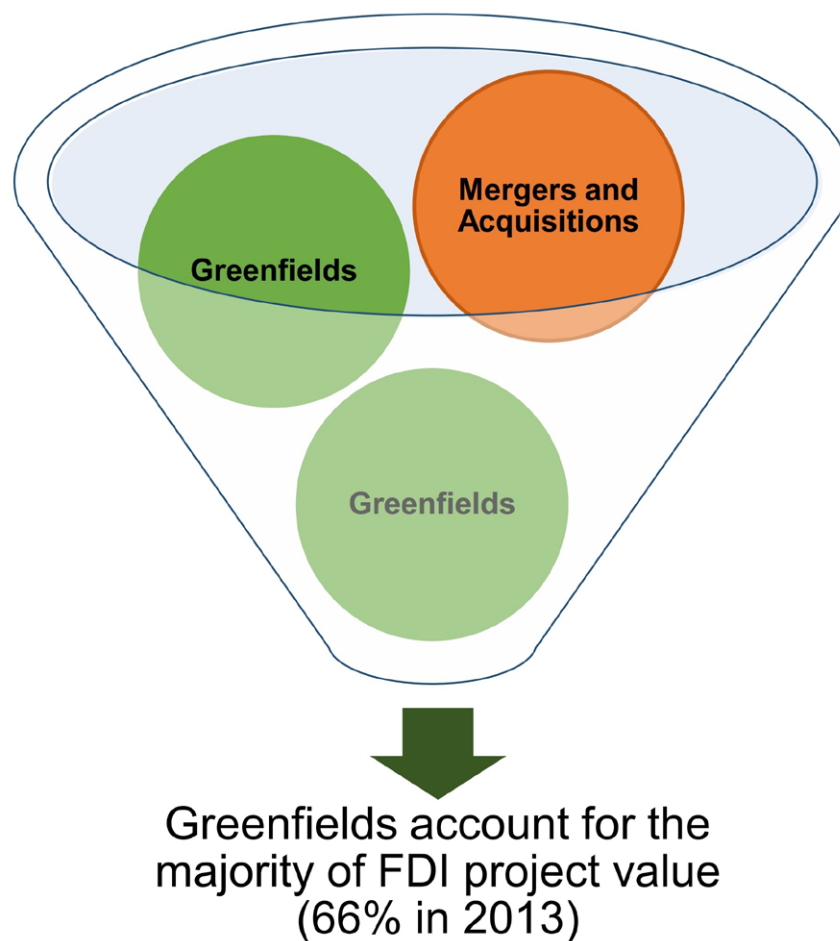 Mergers and
Acquisitions
Greenfields
Greenfields
Greenfields account for the
majority of FDI project value
(66% in 2013)